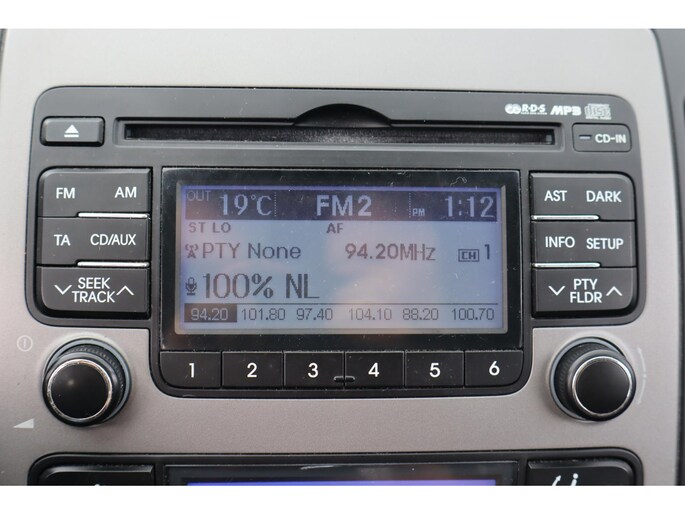 R·D·S MP3
CD-IN
FM AM
TA CD/AUX
SEEK
TRACK
OUT 19°C FM2 PM 1:12
ST LO AF
PTY None 94.20MHz CH 1
100% NL
94.20 101.80 97.40 104.10 88.20 100.70
AST DARK
INFO SETUP
PTY
FLDR
1 2 3 4 5 6